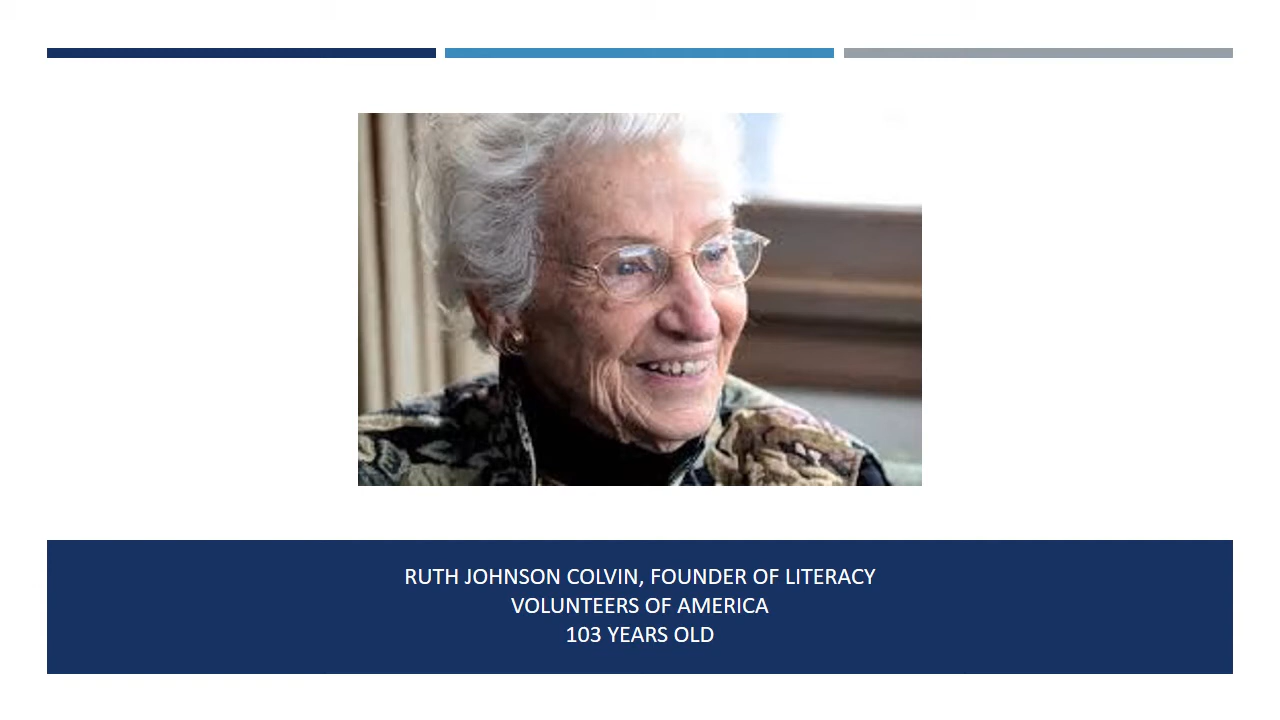 RUTH JOHNSON COLVIN, FOUNDER OF LITERACY
VOLUNTEERS OF AMERICA
103 YEARS OLD